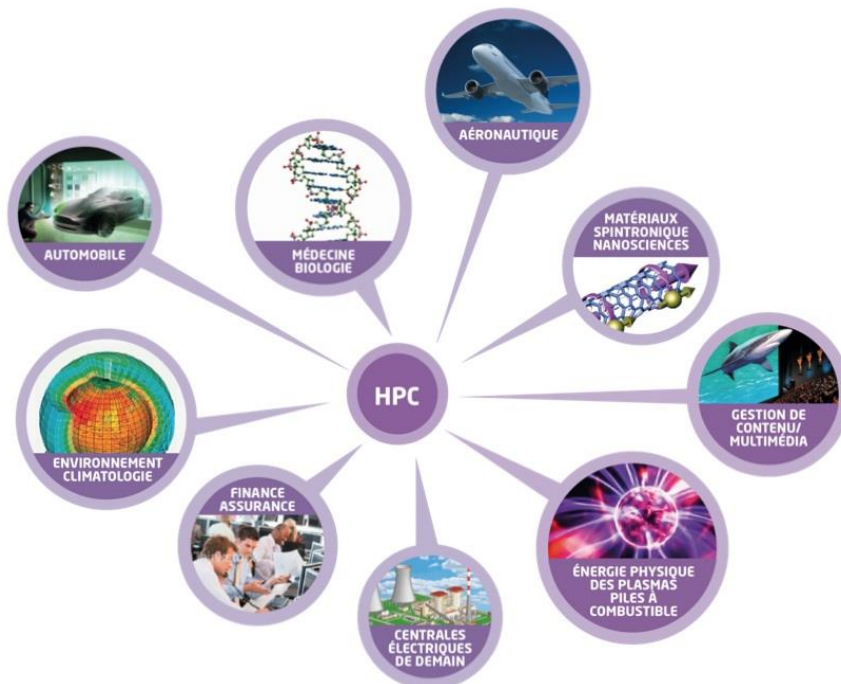 AÉRONAUTIQUE
AUTOMOBILE
MÉDECINE
BIOLOGIE
MATÉRIAUX
SPINTRONIQUE
NANOSCIENCES
HPC
GESTION DE
CONTENU/
MULTIMÉDIA
ENVIRONNEMENT
CLIMATOLOGIE
FINANCE
ASSURANCE
CENTRALES
ÉLECTRIQUES
DE DEMAIN
ÉNERGIE PHYSIQUE
DES PLASMAS
PILES À
COMBUSTIBLE